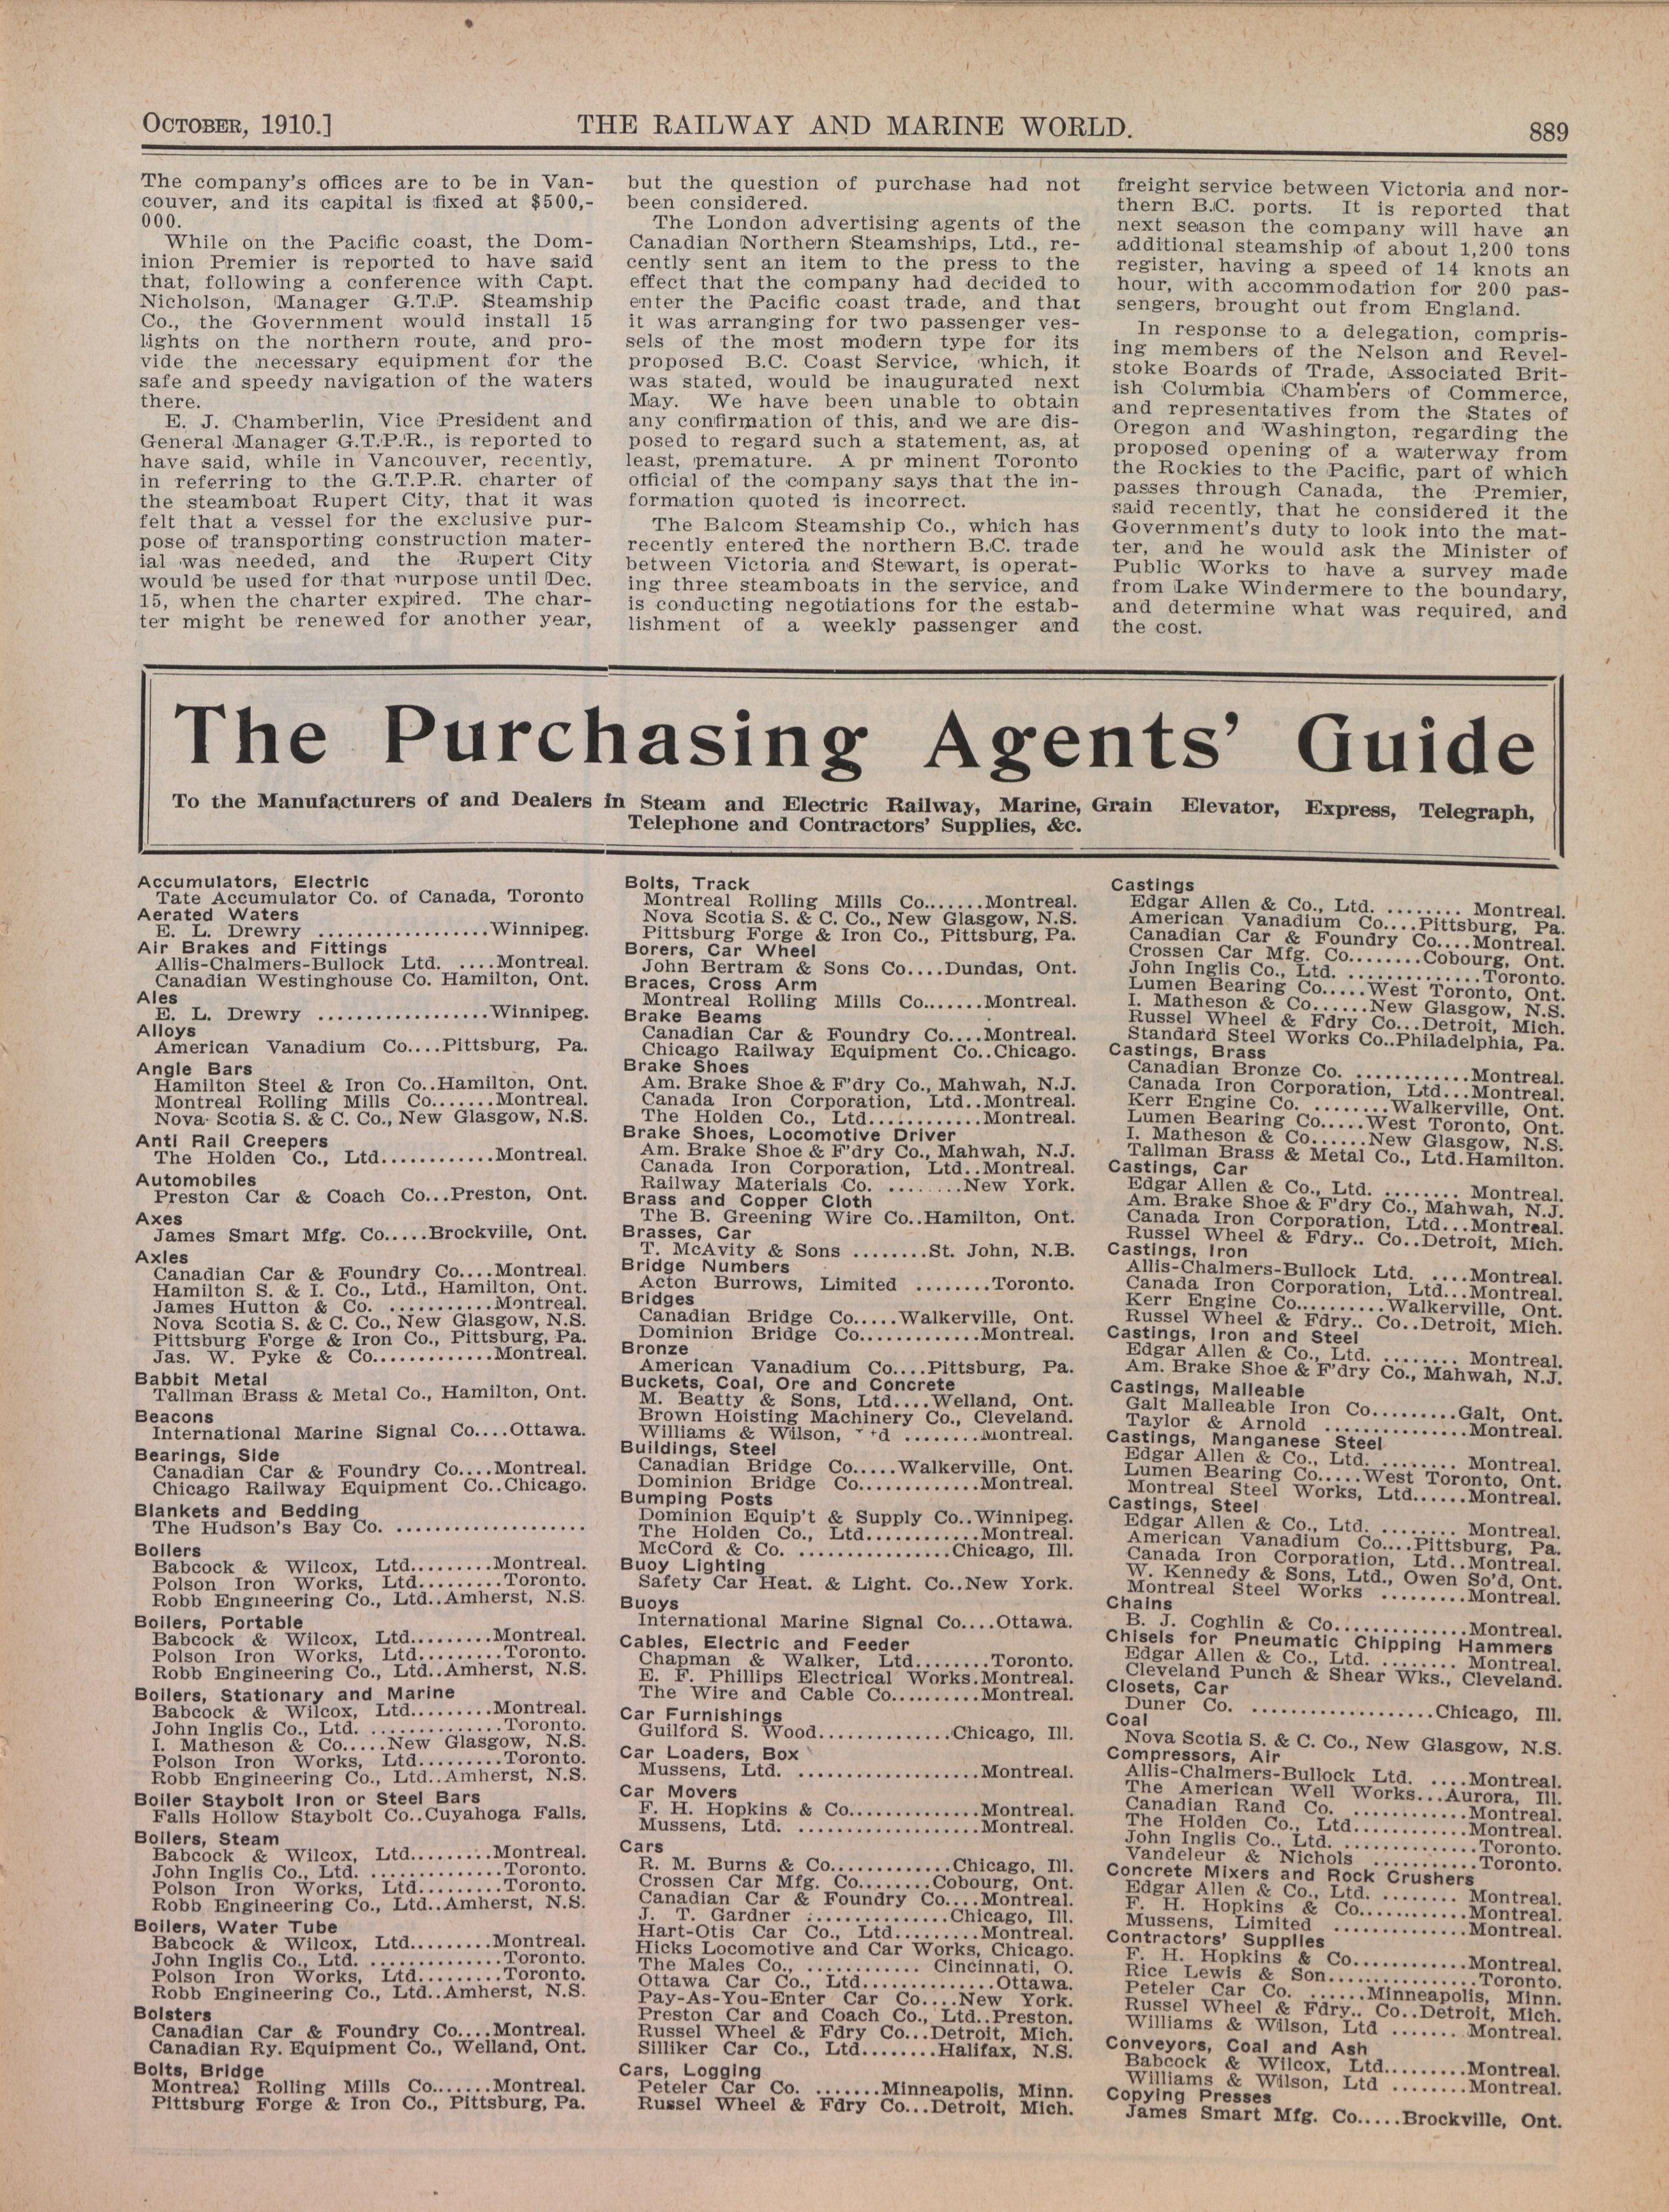 OCTOBER, 1910.]
THE RAILWAY AND MARINE WORLD.
889
The company's offices are to be in Van-
couver, and its capital is fixed at $500,-
000.
While on the Pacific coast, the Dom-
inion Premier is reported to have said
that, following a conference with Capt.
Nicholson, Manager G.T.P. Steamship
Co., the Government would install 15
lights on the northern route, and pro-
vide the necessary equipment for the
safe and speedy navigation of the waters
there.
E. J. Chamberlin, Vice President and
General Manager G.T.P.R., is reported to
have said, while in Vancouver, recently,
in referring to the G.T.P.R. charter of
the steamboat Rupert City, that it was
felt that a vessel for the exclusive pur-
pose of transporting construction mater-
ial was needed, and the Rupert City
would be used for that purpose until Dec.
15, when the charter expired. The char-
ter might be renewed for another year,
but the question of purchase had not
been considered.
The London advertising agents of the
Canadian Northern Steamships, Ltd., re-
cently sent an item to the press to the
effect that the company had decided to
enter the Pacific coast trade, and that
it was arranging for two passenger ves-
sels of the most modern type for its
proposed B.C. Coast Service, which, it
was stated, would be inaugurated next
May. We have been unable to obtain
any confirmation of this, and we are dis-
posed to regard such a statement, as, at
least, premature. A pr minent Toronto
official of the company says that the in-
formation quoted is incorrect.
The Balcom Steamship Co., which has
recently entered the northern B.C. trade
between Victoria and Stewart, is operat-
ing three steamboats in the service, and
is conducting negotiations for the estab-
lishment of a weekly passenger and
freight service between Victoria and nor-
thern B.C. ports. It is reported that
next season the company will have an
additional steamship of about 1,200 tons
register, having a speed of 14 knots an
hour, with accommodation for 200 pas-
sengers, brought out from England.
In response to a delegation, compris-
ing members of the Nelson and Revel-
stoke Boards of Trade, Associated Brit-
ish Columbia Chambers of Commerce,
and representatives from the States of
Oregon and Washington, regarding the
proposed opening of a waterway from
the Rockies to the Pacific, part of which
passes through Canada, the Premier,
said recently, that he considered it the
Government's duty to look into the mat-
ter, and he would ask the Minister of
Public Works to have a survey made
from Lake Windermere to the boundary,
and determine what was required, and
the cost.
The Purchasing Agents' Guide
To the Manufacturers of and Dealers in Steam and Electric Railway, Marine, Grain Elevator, Express, Telegraph,
Telephone and Contractors' Supplies, &c.
Accumulators, Electric
Tate Accumulator Co. of Canada, Toronto
Aerated Waters
E. L. Drewry ..................Winnipeg.
Air Brakes and Fittings
Allis-Chalmers-Bullock Ltd. ....Montreal.
Canadian Westinghouse Co. Hamilton, Ont.
Ales
E. L. Drewry ..................Winnipeg.
Alloys
American Vanadium Co....Pittsburg, Pa.
Angle Bars
Hamilton Steel & Iron Co..Hamilton, Ont.
Montreal Rolling Mills Co.......Montreal.
Nova Scotia S. & C. Co., New Glasgow, N.S.
Anti Rail Creepers
The Holden Co., Ltd............Montreal.
Automobiles
Preston Car & Coach Co...Preston, Ont.
Axes
James Smart Mfg. Co.....Brockville, Ont.
Axles
Canadian Car & Foundry Co....Montreal.
Hamilton S. & I. Co., Ltd., Hamilton, Ont.
James Hutton & Co. ...........Montreal.
Nova Scotia S. & C. Co., New Glasgow, N.S.
Pittsburg Forge & Iron Co., Pittsburg, Pa.
Jas. W. Pyke & Co.............Montreal.
Babbit Metal
Tallman Brass & Metal Co., Hamilton, Ont.
Beacons
International Marine Signal Co....Ottawa.
Bearings, Side
Canadian Car & Foundry Co....Montreal.
Chicago Railway Equipment Co..Chicago.
Blankets and Bedding
The Hudson's Bay Co. ....................
Boilers
Babcock & Wilcox, Ltd.........Montreal.
Polson Iron Works, Ltd.........Toronto.
Robb Engineering Co., Ltd..Amherst, N.S.
Boilers, Portable
Babcock & Wilcox, Ltd.........Montreal.
Polson Iron Works, Ltd.........Toronto.
Robb Engineering Co., Ltd..Amherst, N.S.
Boilers, Stationary and Marine
Babcock & Wilcox, Ltd.........Montreal.
John Inglis Co., Ltd. ..............Toronto.
I. Matheson & Co.....New Glasgow, N.S.
Polson Iron Works, Ltd.........Toronto.
Robb Engineering Co., Ltd..Amherst, N.S.
Boiler Staybolt Iron or Steel Bars
Falls Hollow Staybolt Co..Cuyahoga Falls.
Boilers, Steam
Babcock & Wilcox, Ltd.........Montreal.
John Inglis Co., Ltd. ..............Toronto.
Polson Iron Works, Ltd.........Toronto.
Robb Engineering Co., Ltd..Amherst, N.S.
Boilers, Water Tube
Babcock & Wilcox, Ltd.........Montreal.
John Inglis Co., Ltd. ..............Toronto.
Polson Iron Works, Ltd.........Toronto.
Robb Engineering Co., Ltd..Amherst, N.S.
Bolsters
Canadian Car & Foundry Co....Montreal.
Canadian Ry. Equipment Co., Welland, Ont.
Bolts, Bridge
Montreal Rolling Mills Co.......Montreal.
Pittsburg Forge & Iron Co., Pittsburg, Pa.
Bolts, Track
Montreal Rolling Mills Co.......Montreal.
Nova Scotia S. & C. Co., New Glasgow, N.S.
Pittsburg Forge & Iron Co., Pittsburg, Pa.
Borers, Car Wheel
John Bertram & Sons Co....Dundas, Ont.
Braces, Cross Arm
Montreal Rolling Mills Co.......Montreal.
Brake Beams
Canadian Car & Foundry Co....Montreal.
Chicago Railway Equipment Co..Chicago.
Brake Shoes
Am. Brake Shoe & F'dry Co., Mahwah, N.J.
Canada Iron Corporation, Ltd..Montreal.
The Holden Co., Ltd............Montreal.
Brake Shoes, Locomotive Driver
Am. Brake Shoe & F'dry Co., Mahwah, N.J.
Canada Iron Corporation, Ltd..Montreal.
Railway Materials Co. ........New York.
Brass and Copper Cloth
The B. Greening Wire Co..Hamilton, Ont.
Brasses, Car
T. McAvity & Sons ........St. John, N.B.
Bridge Numbers
Acton Burrows, Limited ........Toronto.
Bridges
Canadian Bridge Co.....Walkerville, Ont.
Dominion Bridge Co.............Montreal.
Bronze
American Vanadium Co....Pittsburg, Pa.
Buckets, Coal, Ore and Concrete
M. Beatty & Sons, Ltd....Welland, Ont.
Brown Hoisting Machinery Co., Cleveland.
Williams & Wilson, ........Montreal.
Buildings, Steel
Canadian Bridge Co.....Walkerville, Ont.
Dominion Bridge Co.............Montreal.
Bumping Posts
Dominion Equip't & Supply Co..Winnipeg.
The Holden Co., Ltd............Montreal.
McCord & Co. ................Chicago, Ill.
Buoy Lighting
Safety Car Heat. & Light. Co..New York.
Buoys
International Marine Signal Co....Ottawa.
Cables, Electric and Feeder
Chapman & Walker, Ltd........Toronto.
E. F. Phillips Electrical Works.Montreal.
The Wire and Cable Co..........Montreal.
Car Furnishings
Guilford S. Wood..............Chicago, Ill.
Car Loaders, Box
Mussens, Ltd. ...................Montreal.
Car Movers
F. H. Hopkins & Co..............Montreal.
Mussens, Ltd. ...................Montreal.
Cars
R. M. Burns & Co.............Chicago, Ill.
Crossen Car Mfg. Co........Cobourg, Ont.
Canadian Car & Foundry Co....Montreal.
J. T. Gardner ...............Chicago, Ill.
Hart-Otis Car Co., Ltd.........Montreal.
Hicks Locomotive and Car Works, Chicago.
The Males Co., ............ Cincinnati, O.
Ottawa Car Co., Ltd..............Ottawa.
Pay-As-You-Enter Car Co....New York.
Preston Car and Coach Co., Ltd..Preston.
Russel Wheel & Fdry Co...Detroit, Mich.
Silliker Car Co., Ltd........Halifax, N.S.
Cars, Logging
Peteler Car Co. .......Minneapolis, Minn.
Russel Wheel & Fdry Co...Detroit, Mich.
Castings
Edgar Allen & Co., Ltd. ........ Montreal.
American Vanadium Co....Pittsburg, Pa.
Canadian Car & Foundry Co....Montreal.
Crossen Car Mfg. Co........Cobourg, Ont.
John Inglis Co., Ltd. ..............Toronto.
Lumen Bearing Co.....West Toronto, Ont.
I. Matheson & Co......New Glasgow, N.S.
Russel Wheel & Fdry Co...Detroit, Mich.
Standard Steel Works Co..Philadelphia, Pa.
Castings, Brass
Canadian Bronze Co. ............Montreal.
Canada Iron Corporation, Ltd...Montreal.
Kerr Engine Co. ........Walkerville, Ont.
Lumen Bearing Co.....West Toronto, Ont.
I. Matheson & Co......New Glasgow, N.S.
Tallman Brass & Metal Co., Ltd.Hamilton.
Castings, Car
Edgar Allen & Co., Ltd. ........ Montreal.
Am. Brake Shoe & F'dry Co., Mahwah, N.J.
Canada Iron Corporation, Ltd...Montreal.
Russel Wheel & Fdry.. Co..Detroit, Mich.
Castings, Iron
Allis-Chalmers-Bullock Ltd. ....Montreal.
Canada Iron Corporation, Ltd...Montreal.
Kerr Engine Co..........Walkerville, Ont.
Russel Wheel & Fdry.. Co..Detroit, Mich.
Castings, Iron and Steel
Edgar Allen & Co., Ltd. ........ Montreal.
Am. Brake Shoe & F'dry Co., Mahwah, N.J.
Castings, Malleable
Galt Malleable Iron Co.........Galt, Ont.
Taylor & Arnold ...............Montreal.
Castings, Manganese Steel
Edgar Allen & Co., Ltd. ........ Montreal.
Lumen Bearing Co.....West Toronto, Ont.
Montreal Steel Works, Ltd......Montreal.
Castings, Steel
Edgar Allen & Co., Ltd. ........ Montreal.
American Vanadium Co....Pittsburg, Pa.
Canada Iron Corporation, Ltd..Montreal.
W. Kennedy & Sons, Ltd., Owen So'd, Ont.
Montreal Steel Works .........Montreal.
Chains
B. J. Coghlin & Co..............Montreal.
Chisels for Pneumatic Chipping Hammers
Edgar Allen & Co., Ltd. ........ Montreal.
Cleveland Punch & Shear Wks., Cleveland.
Closets, Car
Duner Co. ...................Chicago, Ill.
Coal
Nova Scotia S. & C. Co., New Glasgow, N.S.
Compressors, Air
Allis-Chalmers-Bullock Ltd. ....Montreal.
The American Well Works...Aurora, Ill.
Canadian Rand Co. ............Montreal.
The Holden Co., Ltd............Montreal.
John Inglis Co., Ltd. ..............Toronto.
Vandeleur & Nichols ...........Toronto.
Concrete Mixers and Rock Crushers
Edgar Allen & Co., Ltd. ........ Montreal.
F. H. Hopkins & Co............Montreal.
Mussens, Limited ..............Montreal.
Contractors' Supplies
F. H. Hopkins & Co............Montreal.
Rice Lewis & Son................Toronto.
Peteler Car Co. ......Minneapolis, Minn.
Russel Wheel & Fdry.. Co..Detroit, Mich.
Williams & Wilson, Ltd ....... Montreal.
Conveyors, Coal and Ash
Babcock & Wilcox, Ltd.........Montreal.
Williams & Wilson, Ltd ........Montreal.
Copying Presses
James Smart Mfg. Co.....Brockville, Ont.